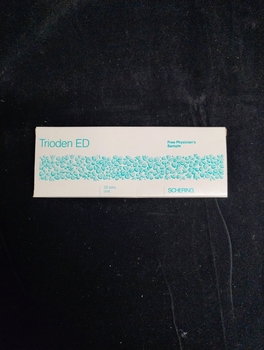 Trioden ED
Free Physician's
Sample
SCHERING